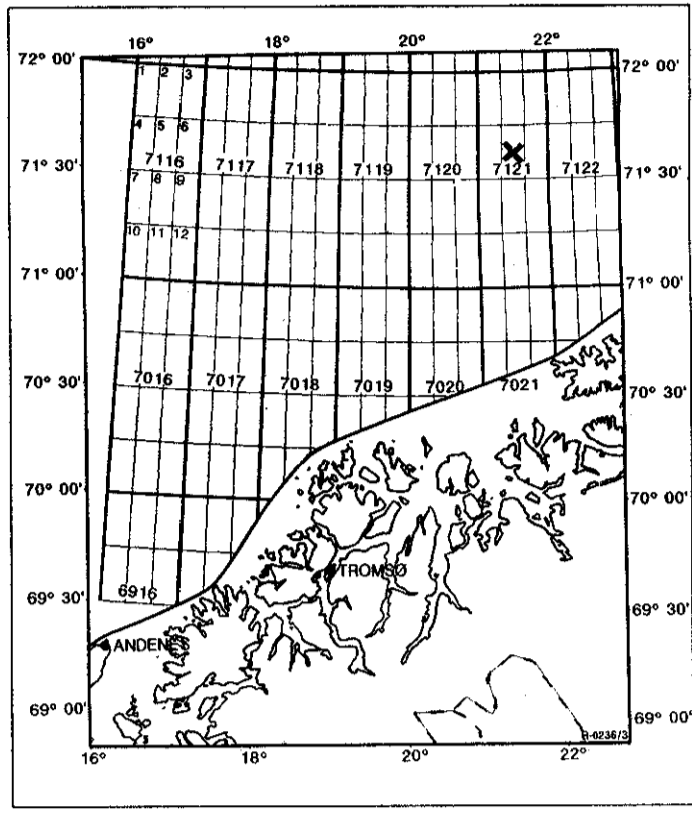 16° 18° 20° 22°
72° 00' 72° 00'
1 2 3
4 5 6
7116 7117 7118 7119 7120 7121 7122
71° 30' 71° 30'
7 8 9
10 11 12
71° 00' 71° 00'
7016 7017 7018 7019 7020 7021
70° 30' 70° 30'
70° 00' 70° 00'
TROMSØ
6916
69° 30' 69° 30'
ANDENES
69° 00' 69° 00'
R-0236/3
16° 18° 20° 22°